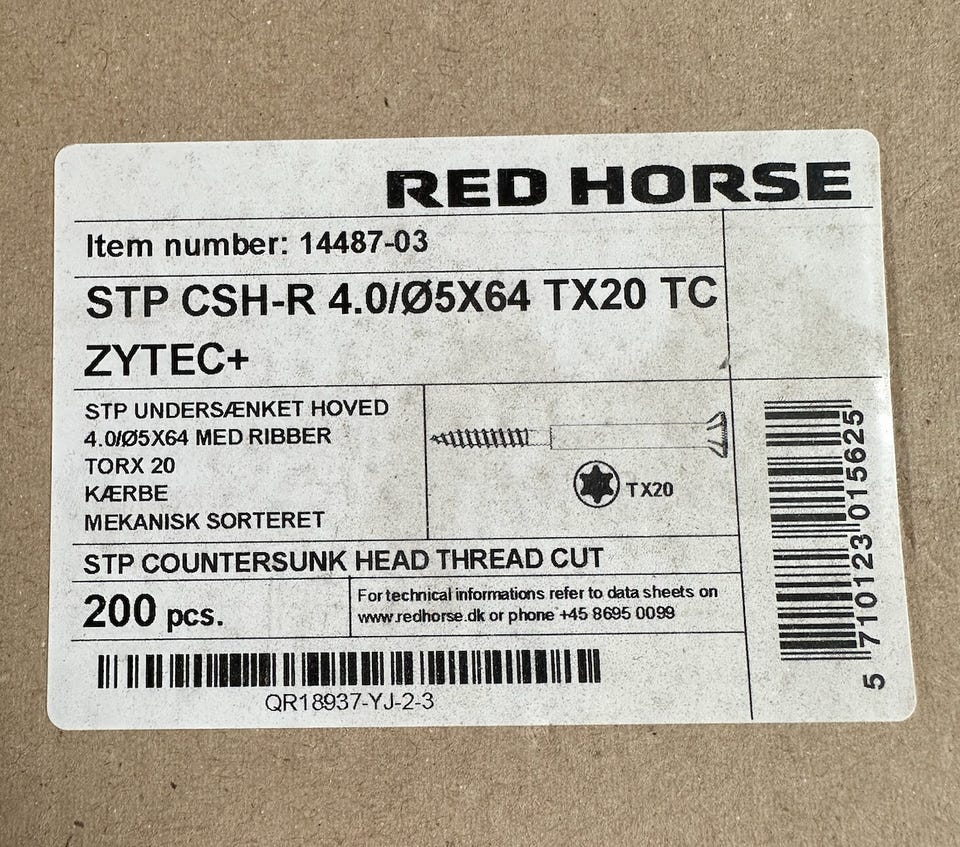 RED HORSE
Item number: 14487-03
STP CSH-R 4.0/Ø5X64 TX20 TC
ZYTEC+
STP UNDERSÆNKET HOVED
4.0/Ø5X64 MED RIBBER
TORX 20
KÆRBE
MEKANISK SORTERET
TX20
STP COUNTERSUNK HEAD THREAD CUT
200 pcs.
For technical informations refer to data sheets on
www.redhorse.dk or phone +45 8695 0099
QR18937-YJ-2-3
5 710123 015625